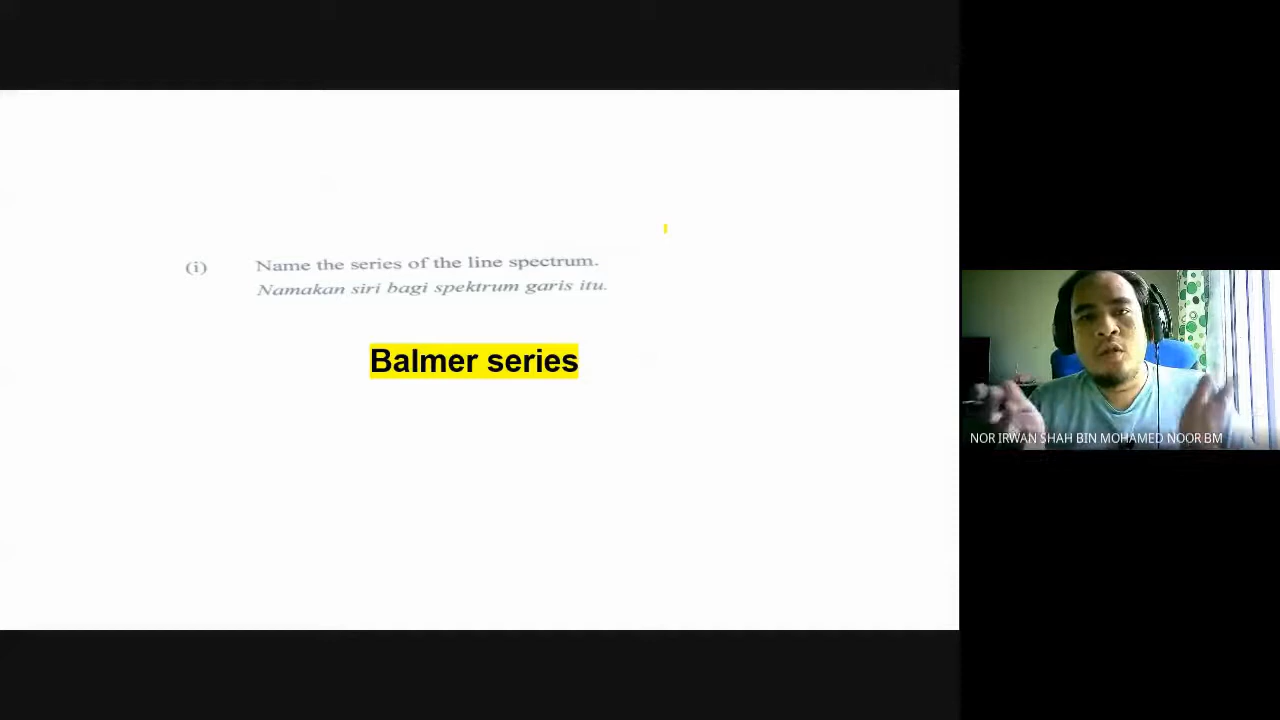 (i) Name the series of the line spectrum.
Namakan siri bagi spektrum garis itu.
Balmer series
NOR IRWAN SHAH BIN MOHAMED NOOR BM